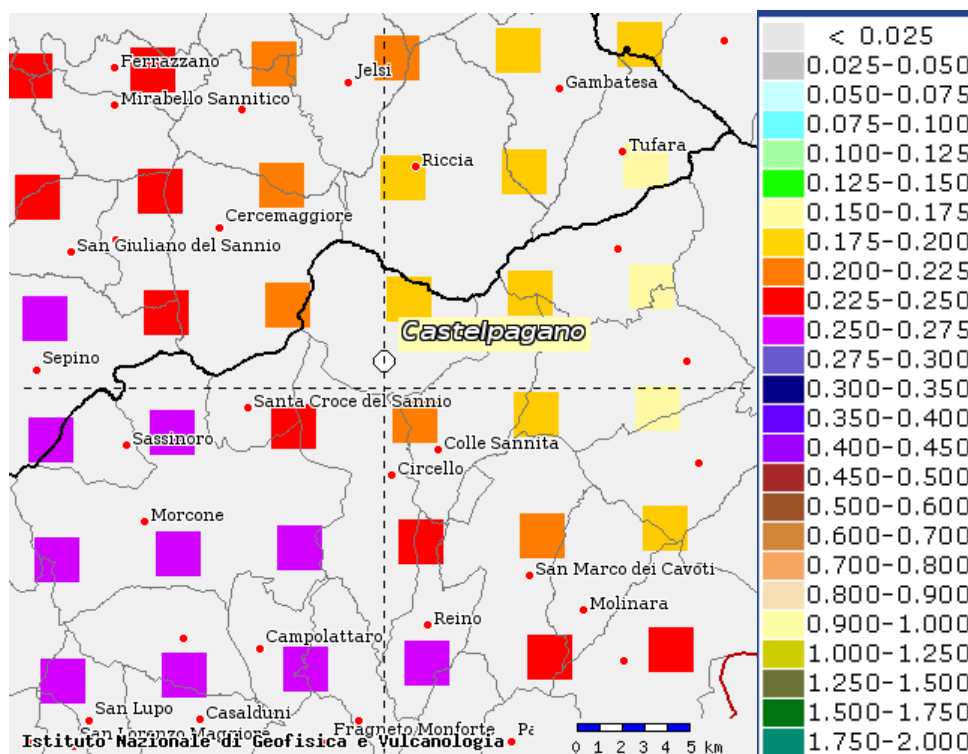 Ferrazzano
Jelsi
Gambatesa
Mirabello Sannitico
Riccia
Tufara
Cercemaggiore
San Giuliano del Sannio
Castelpagano
Sepino
Santa Croce del Sannio
Sassinoro
Colle Sannita
Circello
Morcone
San Marco dei Cavoti
Molinara
Reino
Campolattaro
San Lupo
Casalduni
Fragneto Monforte
Pa
San Lorenzo Maggiore
Istituto Nazionale di Geofisica e Vulcanologia
0 1 2 3 4 5 km
< 0.025
0.025-0.050
0.050-0.075
0.075-0.100
0.100-0.125
0.125-0.150
0.150-0.175
0.175-0.200
0.200-0.225
0.225-0.250
0.250-0.275
0.275-0.300
0.300-0.350
0.350-0.400
0.400-0.450
0.450-0.500
0.500-0.600
0.600-0.700
0.700-0.800
0.800-0.900
0.900-1.000
1.000-1.250
1.250-1.500
1.500-1.750
1.750-2.000